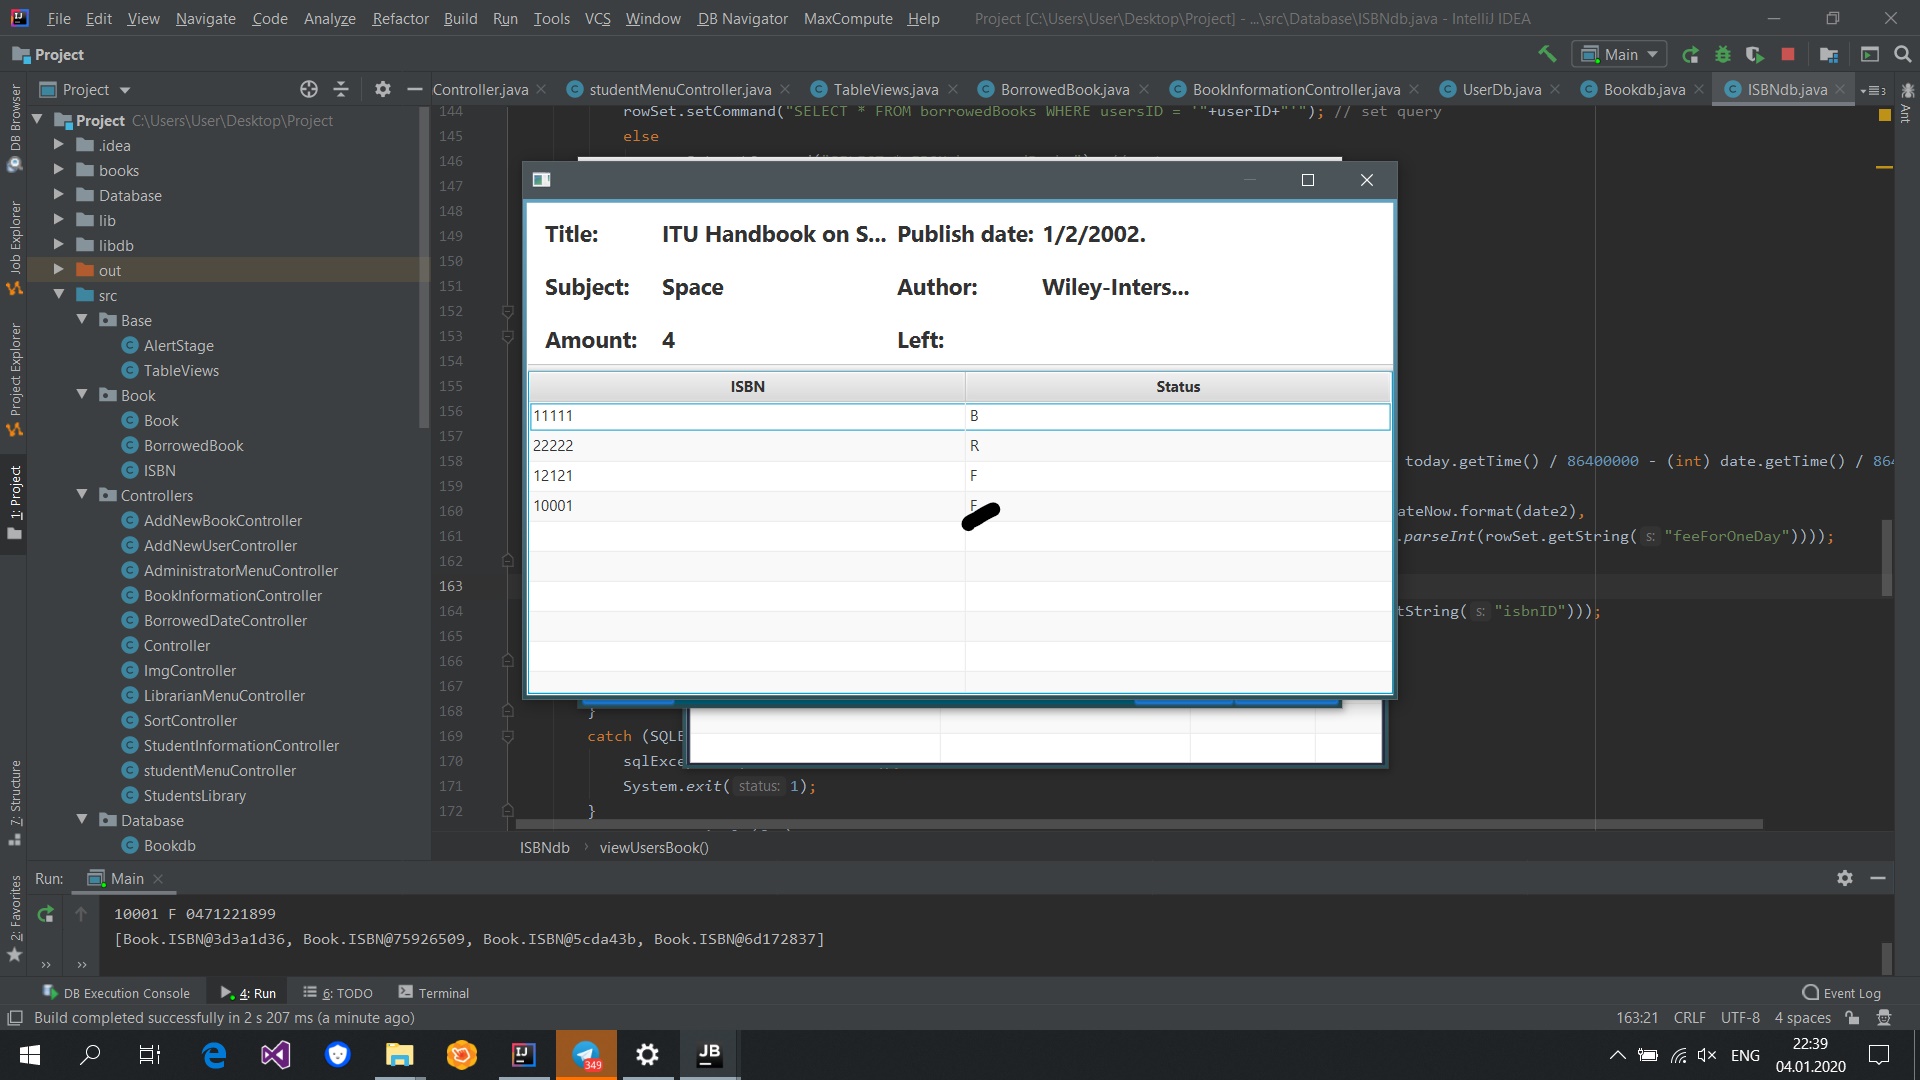 File Edit View Navigate Code Analyze Refactor Build Run Tools VCS Window DB Navigator MaxCompute Help Project [C:\Users\User\Desktop\Project] - ...\src\Database\ISBNdb.java - IntelliJ IDEA
Project
Main
Project
Controller.java studentMenuController.java TableViews.java BorrowedBook.java BookInformationController.java UserDb.java Bookdb.java ISBNdb.java
DB Browser
Job Explorer
Project Explorer
1: Project
7: Structure
2: Favorites
Ant
Project C:\Users\User\Desktop\Project
.idea
books
Database
lib
libdb
out
src
Base
AlertStage
TableViews
Book
Book
BorrowedBook
ISBN
Controllers
AddNewBookController
AddNewUserController
AdministratorMenuController
BookInformationController
BorrowedDateController
Controller
ImgController
LibrarianMenuController
SortController
StudentInformationController
studentMenuController
StudentsLibrary
Database
Bookdb
144 rowSet.setCommand("SELECT * FROM borrowedBooks WHERE usersID = '"+userID+"'"); // set query
145 else
146
147
148
149
150
151
152
153
154
155
156
157
158 today.getTime() / 86400000 - (int) date.getTime() / 864
159
160 ateNow.format(date2),
161 .parseInt(rowSet.getString( s: "feeForOneDay"))));
162
163
164 tString( s: "isbnID")));
165
166
167
168 }
169 catch (SQLE
170 sqlExce
171 System.exit( status: 1);
172 }
Title: ITU Handbook on S... Publish date: 1/2/2002.
Subject: Space Author: Wiley-Inters...
Amount: 4 Left:
ISBN Status
11111 B
22222 R
12121 F
10001 F
ISBNdb viewUsersBook()
Run: Main
10001 F 0471221899
[Book.ISBN@3d3a1d36, Book.ISBN@75926509, Book.ISBN@5cda43b, Book.ISBN@6d172837]
DB Execution Console 4: Run 6: TODO Terminal Event Log
Build completed successfully in 2 s 207 ms (a minute ago) 163:21 CRLF UTF-8 4 spaces
349 JB ENG 22:39
04.01.2020